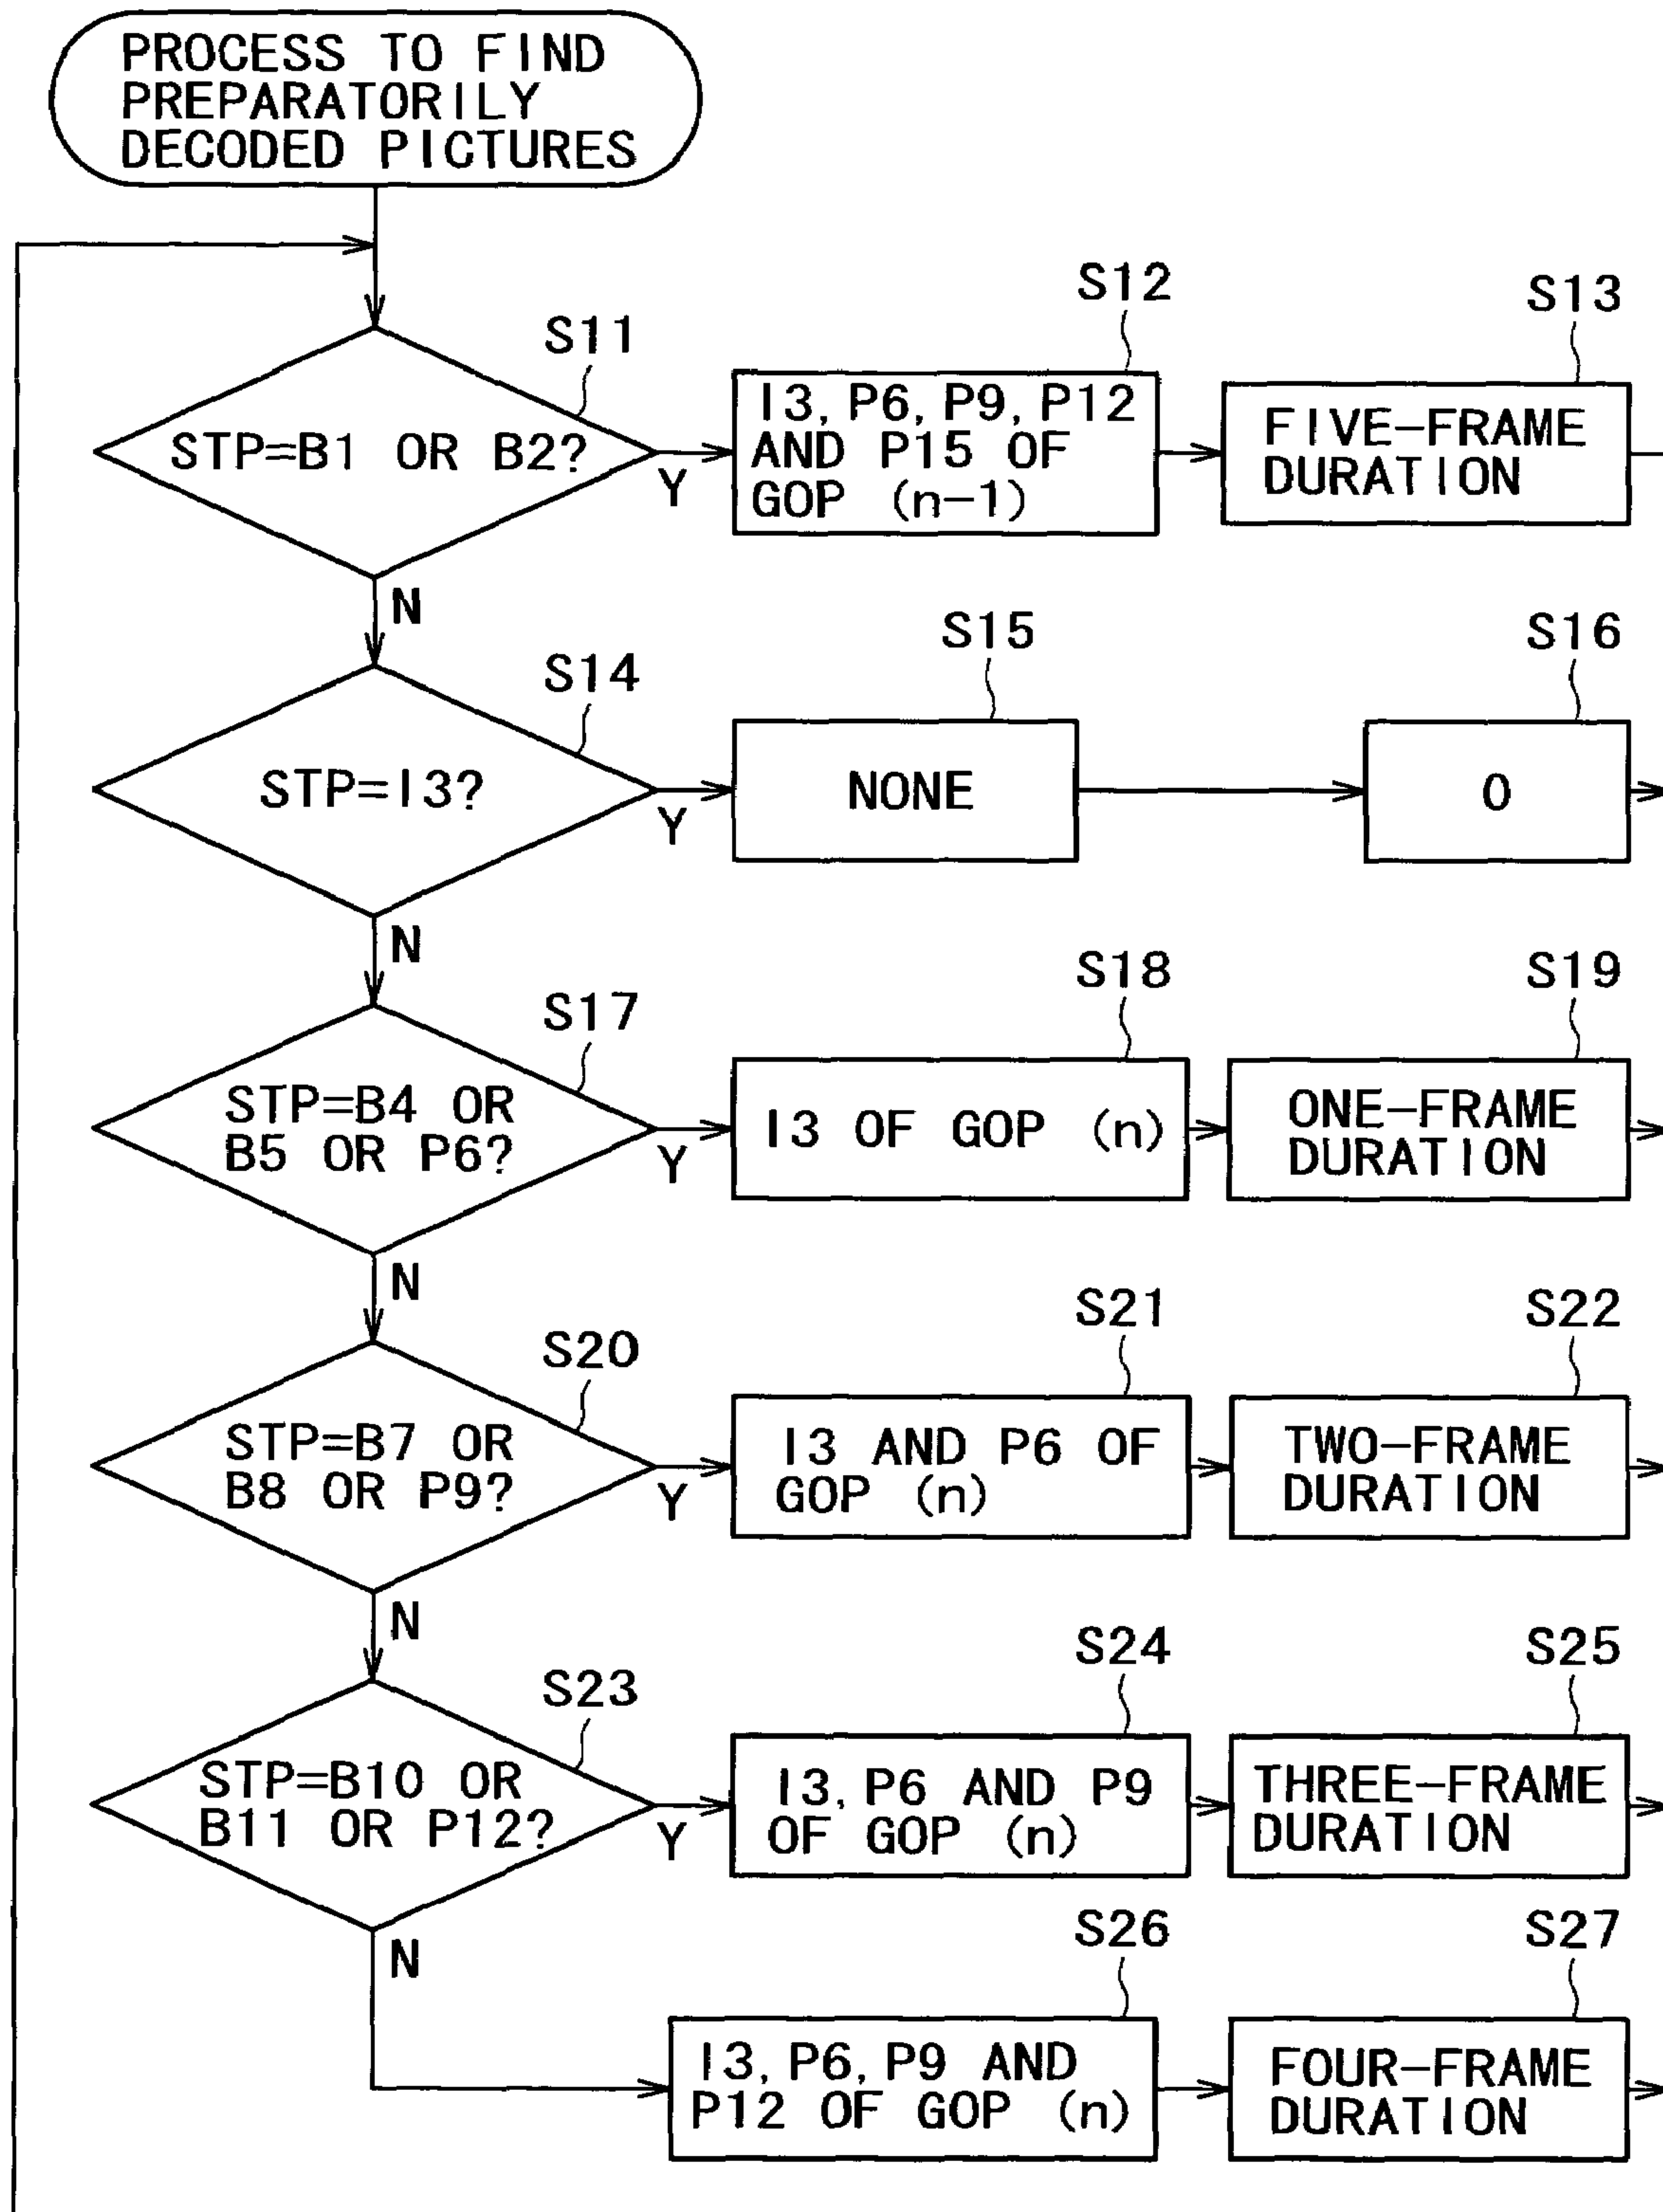 PROCESS TO FIND
PREPARATORILY
DECODED PICTURES
S11
STP=B1 OR B2?
Y
N
S12
I3, P6, P9, P12
AND P15 OF
GOP (n-1)
S13
FIVE-FRAME
DURATION
S14
STP=I3?
Y
N
S15
NONE
S16
0
S17
STP=B4 OR
B5 OR P6?
Y
N
S18
I3 OF GOP (n)
S19
ONE-FRAME
DURATION
S20
STP=B7 OR
B8 OR P9?
Y
N
S21
I3 AND P6 OF
GOP (n)
S22
TWO-FRAME
DURATION
S23
STP=B10 OR
B11 OR P12?
Y
N
S24
I3, P6 AND P9
OF GOP (n)
S25
THREE-FRAME
DURATION
S26
I3, P6, P9 AND
P12 OF GOP (n)
S27
FOUR-FRAME
DURATION